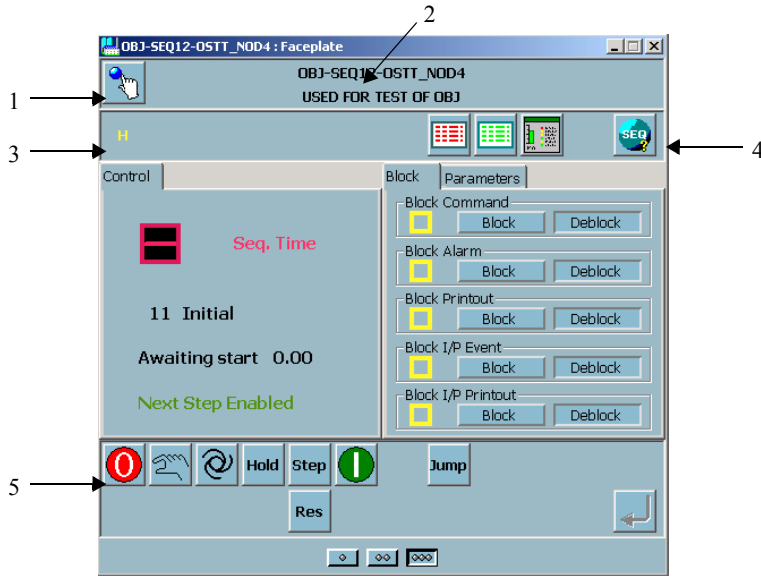 2
OBJ-SEQ12-OSTT_NOD4 : Faceplate
OBJ-SEQ12-OSTT_NOD4
USED FOR TEST OF OBJ
1
3
H
SEQ
?
4
Control
Block
Parameters
Seq. Time
11 Initial
Awaiting start 0.00
Next Step Enabled
Block Command
Block Deblock
Block Alarm
Block Deblock
Block Printout
Block Deblock
Block I/P Event
Block Deblock
Block I/P Printout
Block Deblock
5
0
Hold
Step
Jump
Res